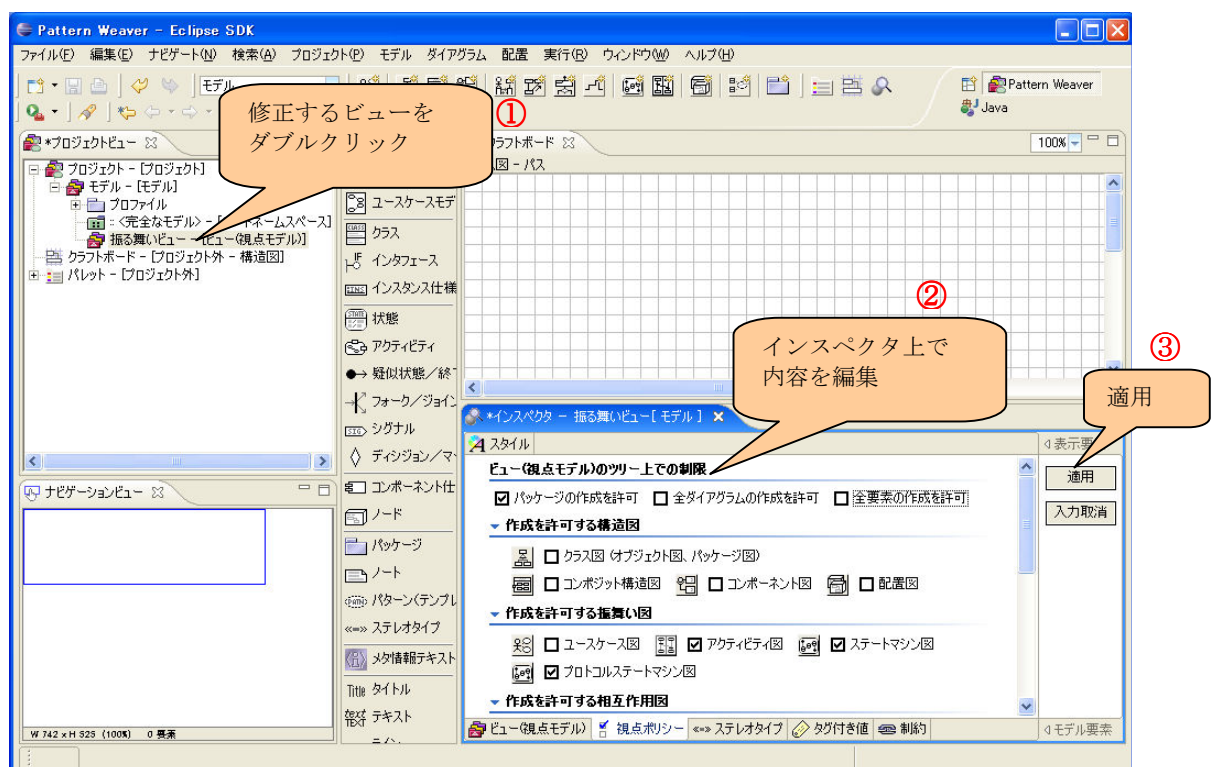 Pattern Weaver - Eclipse SDK
ファイル(F) 編集(E) ナビゲート(N) 検索(A) プロジェクト(P) モデル ダイアグラム 配置 実行(R) ウィンドウ(W) ヘルプ(H)
モデル
Pattern Weaver
Java
修正するビューを
ダブルクリック
①
*プロジェクトビュー
プロジェクト - [プロジェクト]
モデル - [モデル]
プロファイル
: <完全なモデル> -
ネームスペース]
振る舞いビュー - [ビュー(視点モデル)]
クラフトボード - [プロジェクト外 - 構造図]
パレット - [プロジェクト外]
ユースケースモデ
クラス
インタフェース
インスタンス仕様
状態
アクティビティ
疑似状態/終
フォーク/ジョイン
シグナル
ディシジョン/マ
コンポーネント仕
ノード
パッケージ
ノート
パターン(テンプレ
ステレオタイプ
メタ情報テキスト
Title タイトル
テキスト
ラフトボード
100%
図 - パス
②
インスペクタ上で
内容を編集
③
適用
*インスペクタ - 振る舞いビュー[ モデル ]
スタイル
表示要
ビュー(視点モデル)のツリー上での制限
パッケージの作成を許可 全ダイアグラムの作成を許可 全要素の作成を許可
適用
入力取消
作成を許可する構造図
クラス図 (オブジェクト図、パッケージ図)
コンポジット構造図 コンポーネント図 配置図
作成を許可する振舞い図
ユースケース図 アクティビティ図 ステートマシン図
プロトコルステートマシン図
作成を許可する相互作用図
ビュー(視点モデル) 視点ポリシー ステレオタイプ タグ付き値 制約
モデル要素
ナビゲーションビュー
W 742 x H 525 (100%) 0 要素